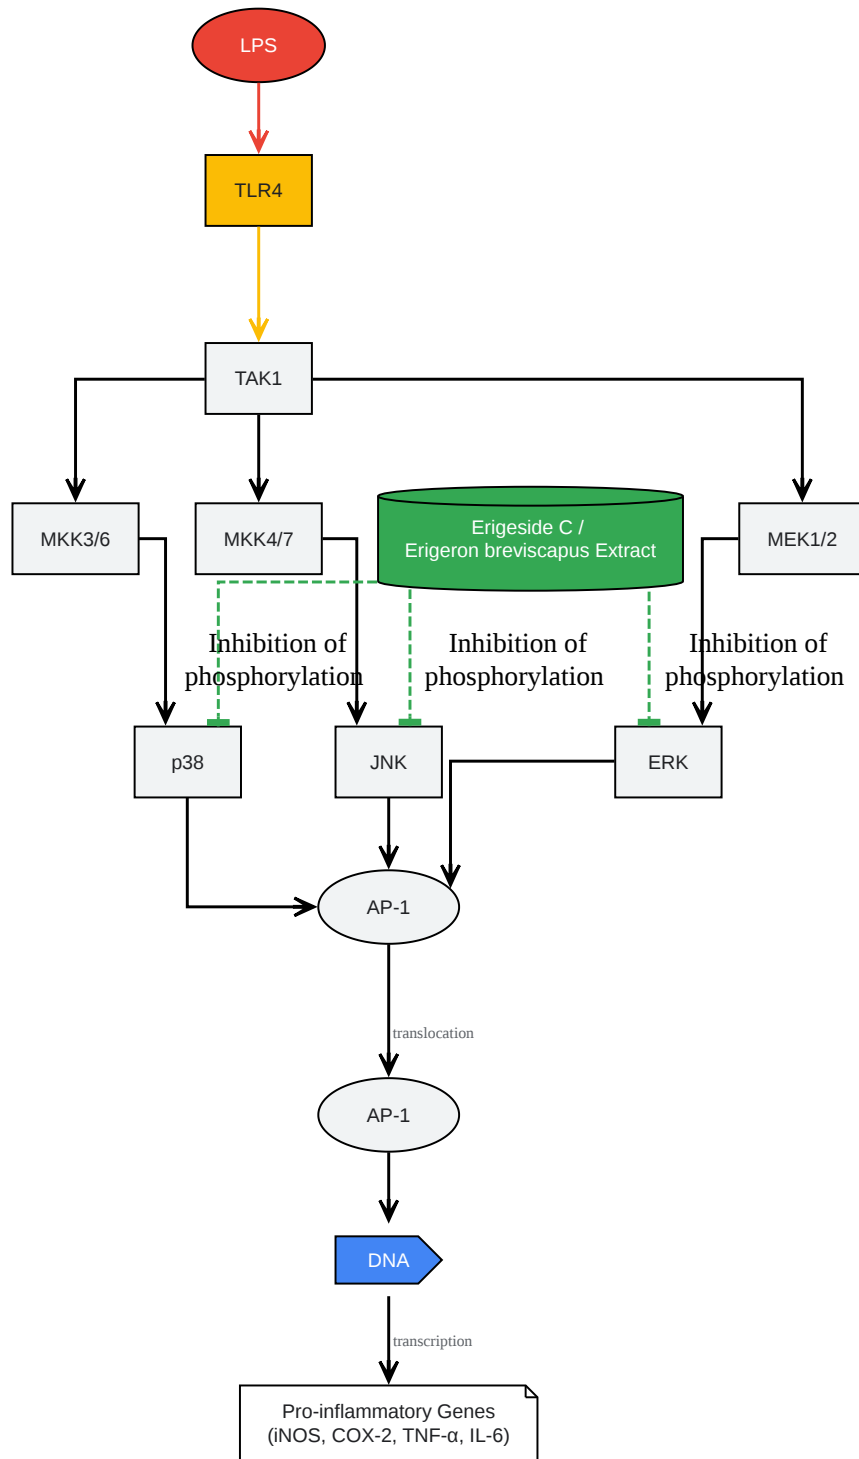 LPS
TLR4
TAK1
MKK3/6
MKK4/7
Erigeside C /
Erigeron breviscapus Extract
MEK1/2
Inhibition of
phosphorylation
Inhibition of
phosphorylation
Inhibition of
phosphorylation
p38
JNK
ERK
AP-1
translocation
AP-1
DNA
transcription
Pro-inflammatory Genes
(iNOS, COX-2, TNF-α, IL-6)